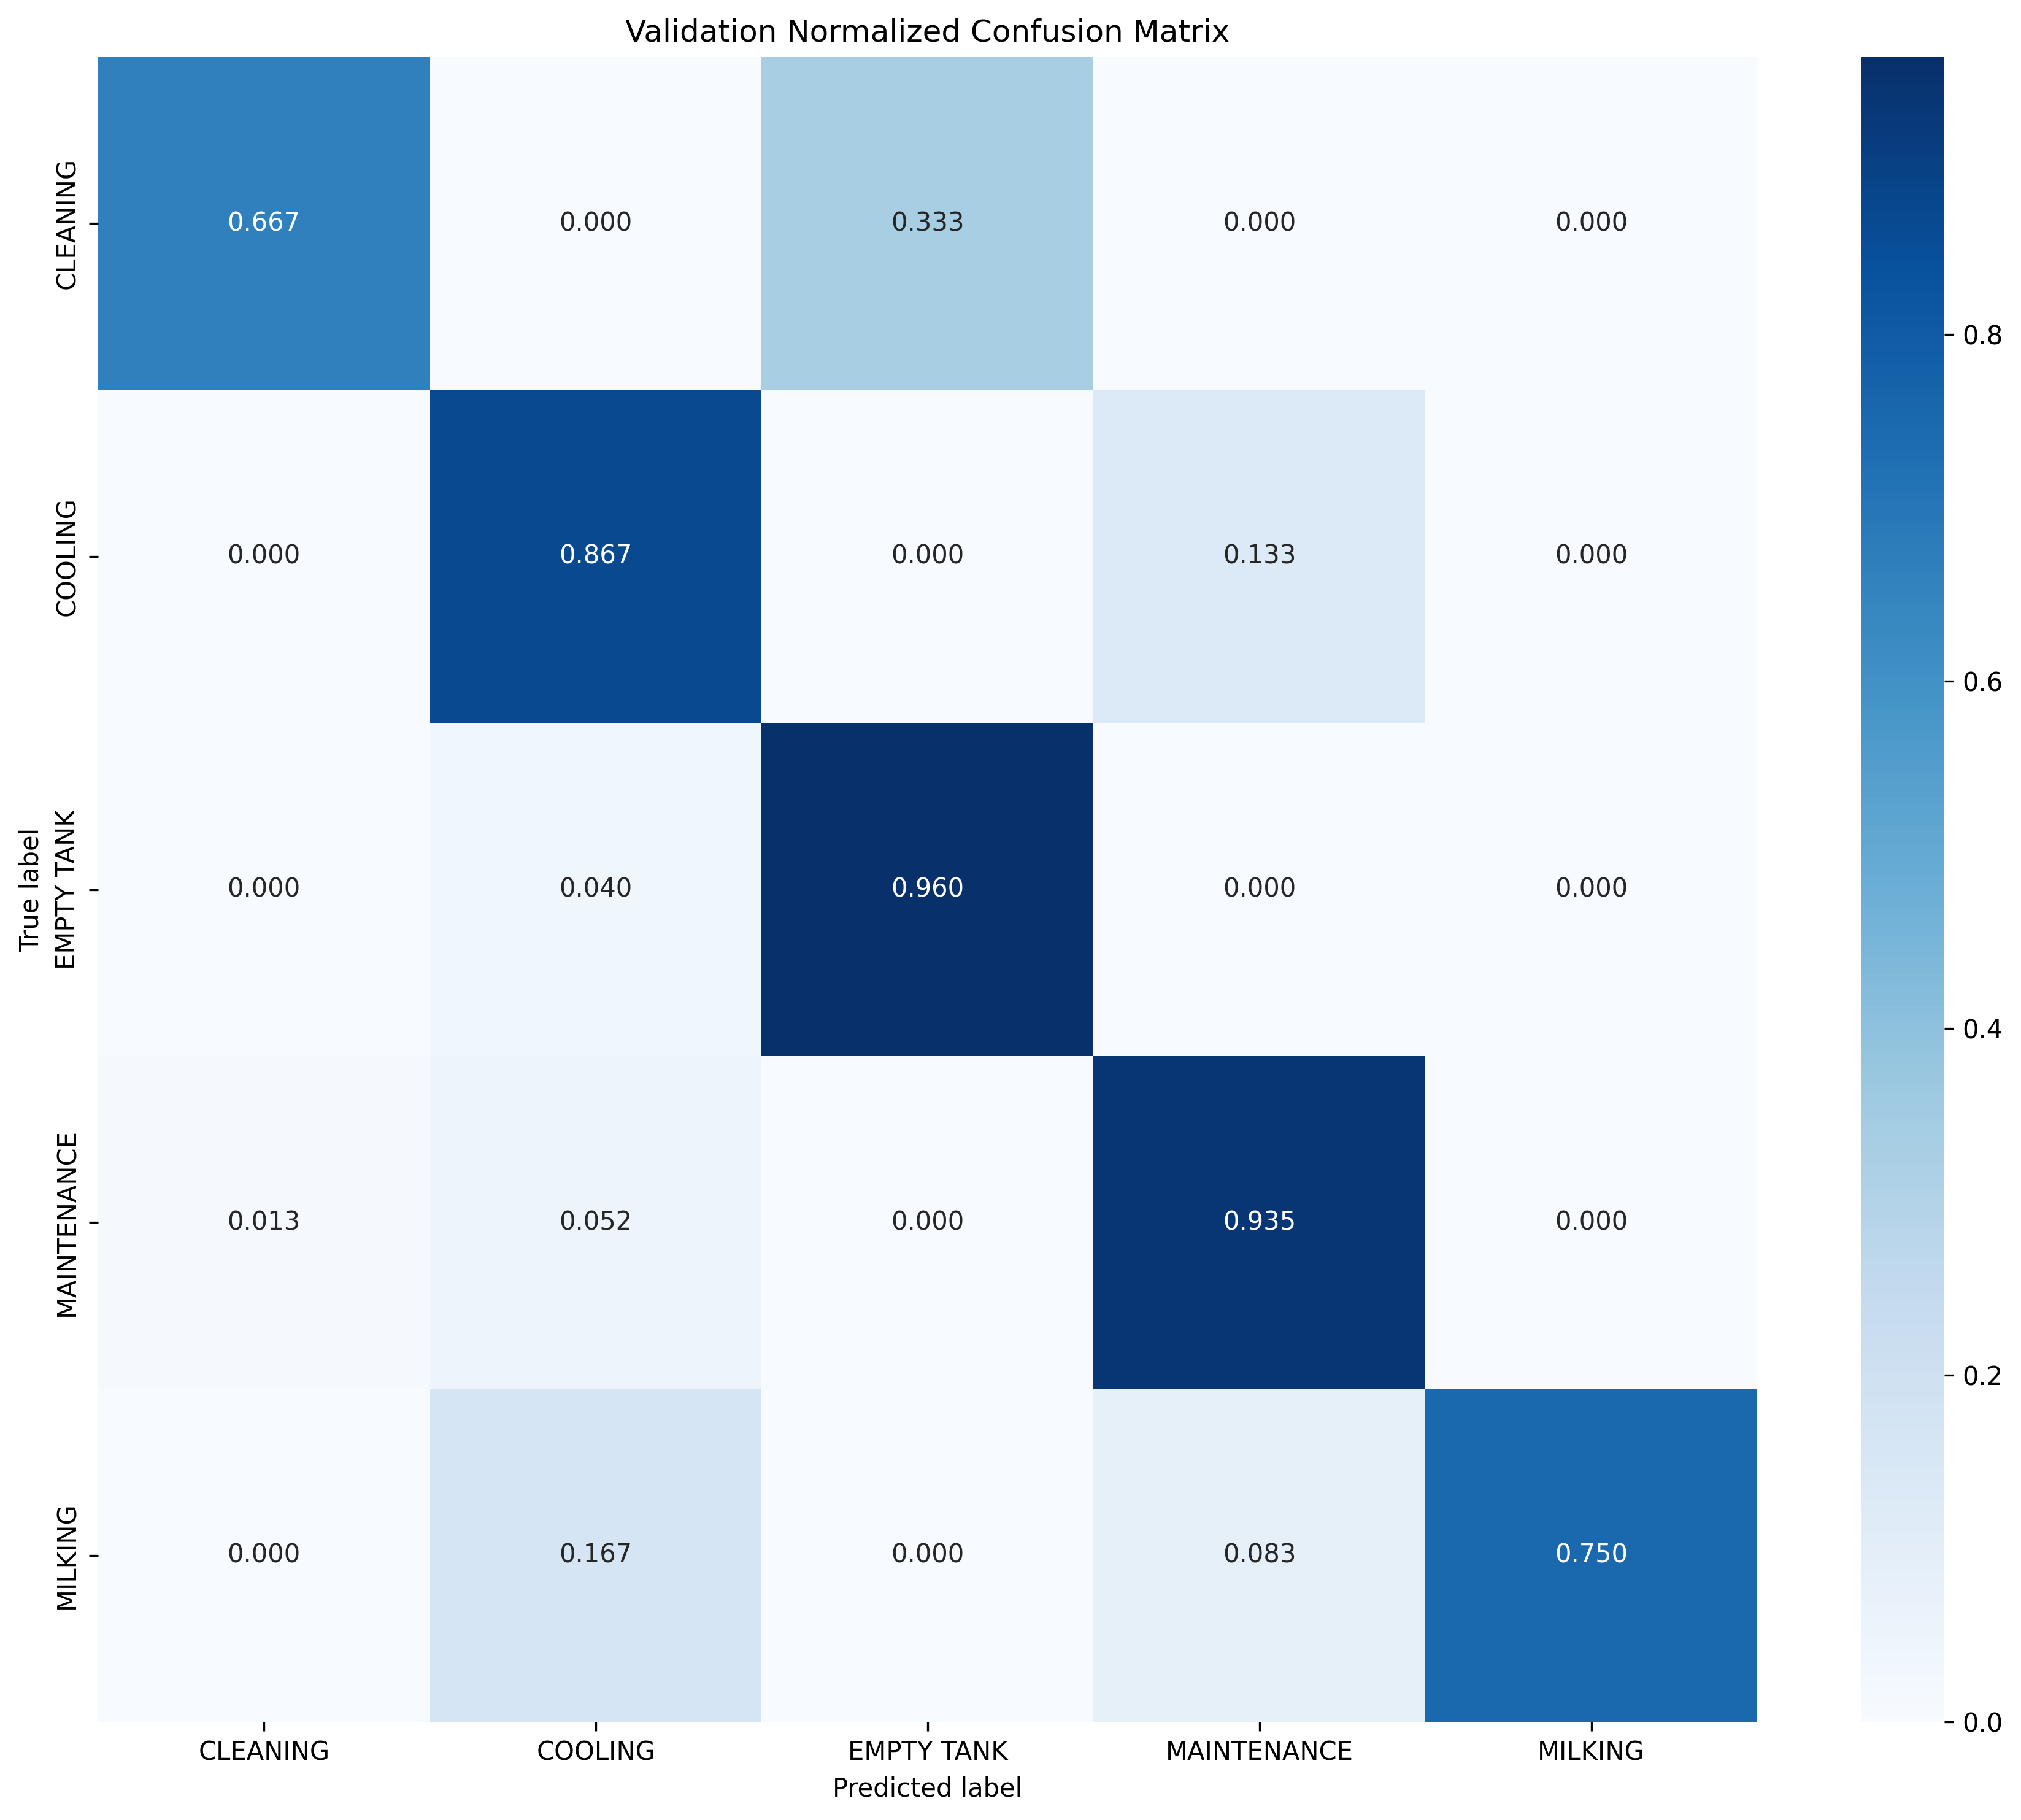 Validation Normalized Confusion Matrix
True label
CLEANING
0.667 0.000 0.333 0.000 0.000
COOLING
0.000 0.867 0.000 0.133 0.000
EMPTY TANK
0.000 0.040 0.960 0.000 0.000
MAINTENANCE
0.013 0.052 0.000 0.935 0.000
MILKING
0.000 0.167 0.000 0.083 0.750
CLEANING COOLING EMPTY TANK MAINTENANCE MILKING
Predicted label
0.8
0.6
0.4
0.2
0.0